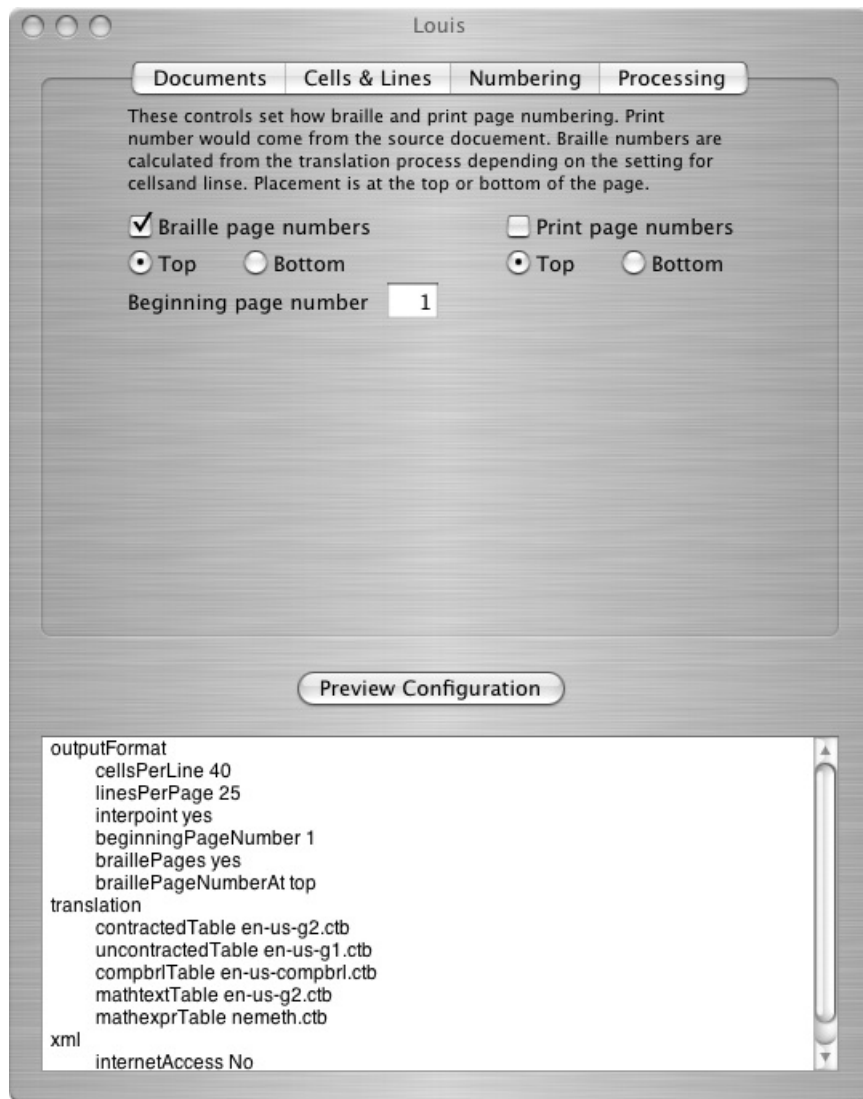 Louis
Documents Cells & Lines Numbering Processing
These controls set how braille and print page numbering. Print
number would come from the source docuement. Braille numbers are
calculated from the translation process depending on the setting for
cellsand linse. Placement is at the top or bottom of the page.
Braille page numbers Print page numbers
Top Bottom Top Bottom
Beginning page number 1
Preview Configuration
outputFormat
cellsPerLine 40
linesPerPage 25
interpoint yes
beginningPageNumber 1
braillePages yes
braillePageNumberAt top
translation
contractedTable en-us-g2.ctb
uncontractedTable en-us-g1.ctb
compbrlTable en-us-compbrl.ctb
mathtextTable en-us-g2.ctb
mathexprTable nemeth.ctb
xml
internetAccess No